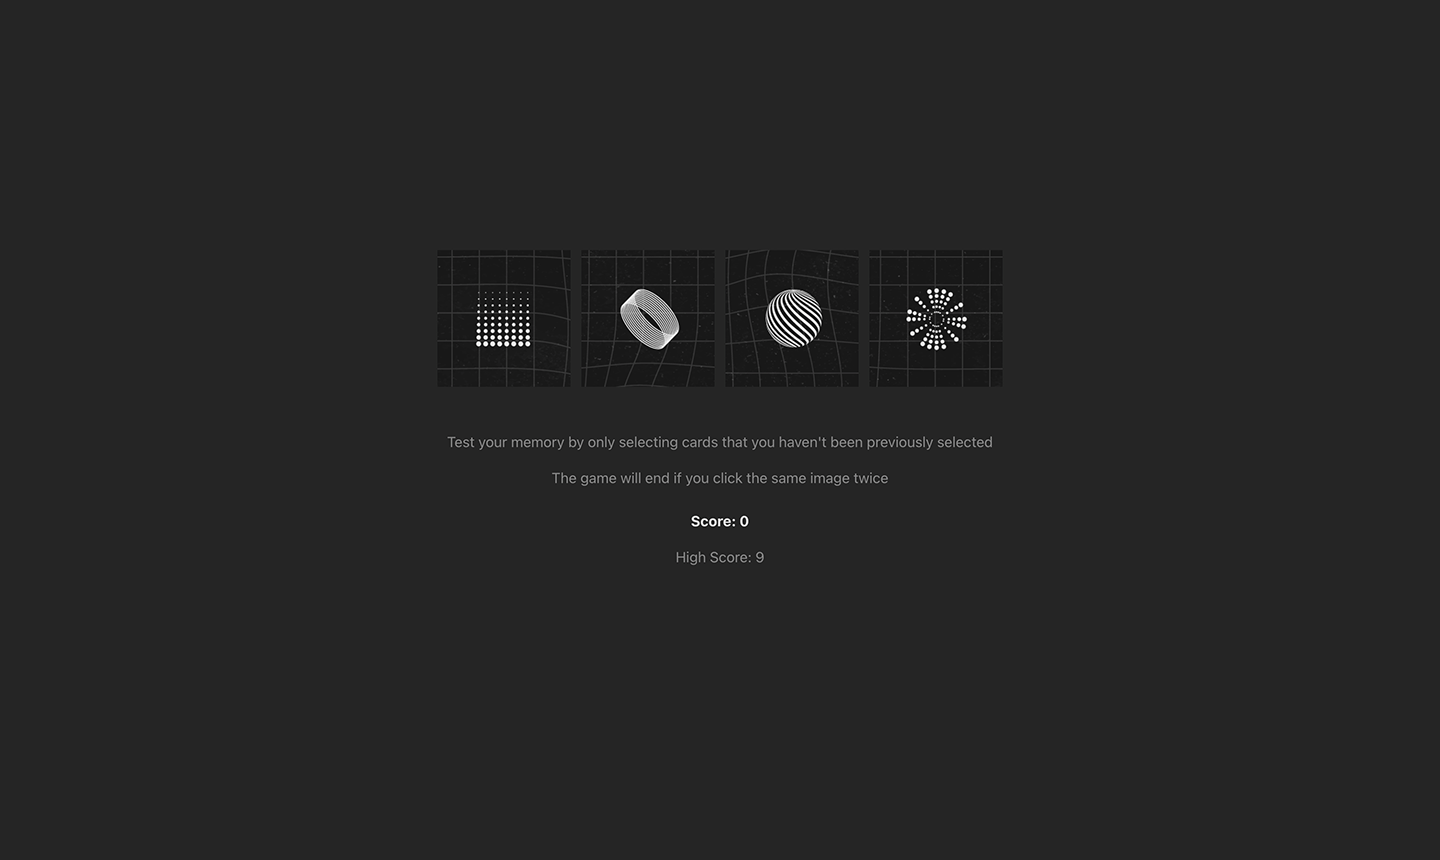 Test your memory by only selecting cards that you haven't been previously selected
The game will end if you click the same image twice
Score: 0
High Score: 9